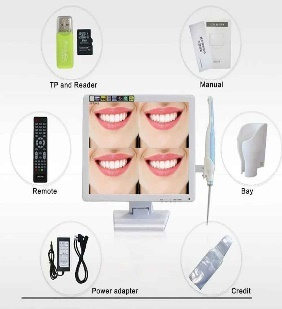 TP and Reader
Manual
Remote
Bay
Power adapter
Credit